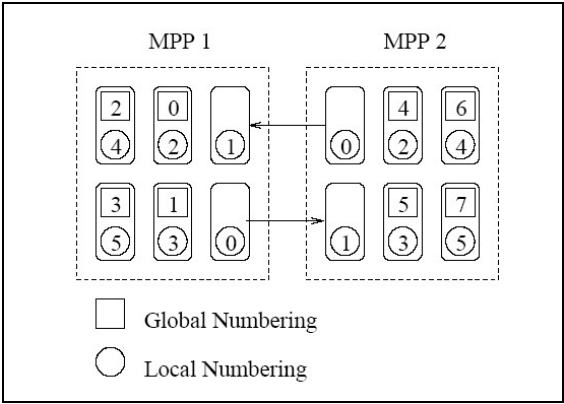 MPP 1 MPP 2
2 0 4 6
4 2 1 0 2 4
3 1 5 7
5 3 0 1 3 5
Global Numbering
Local Numbering